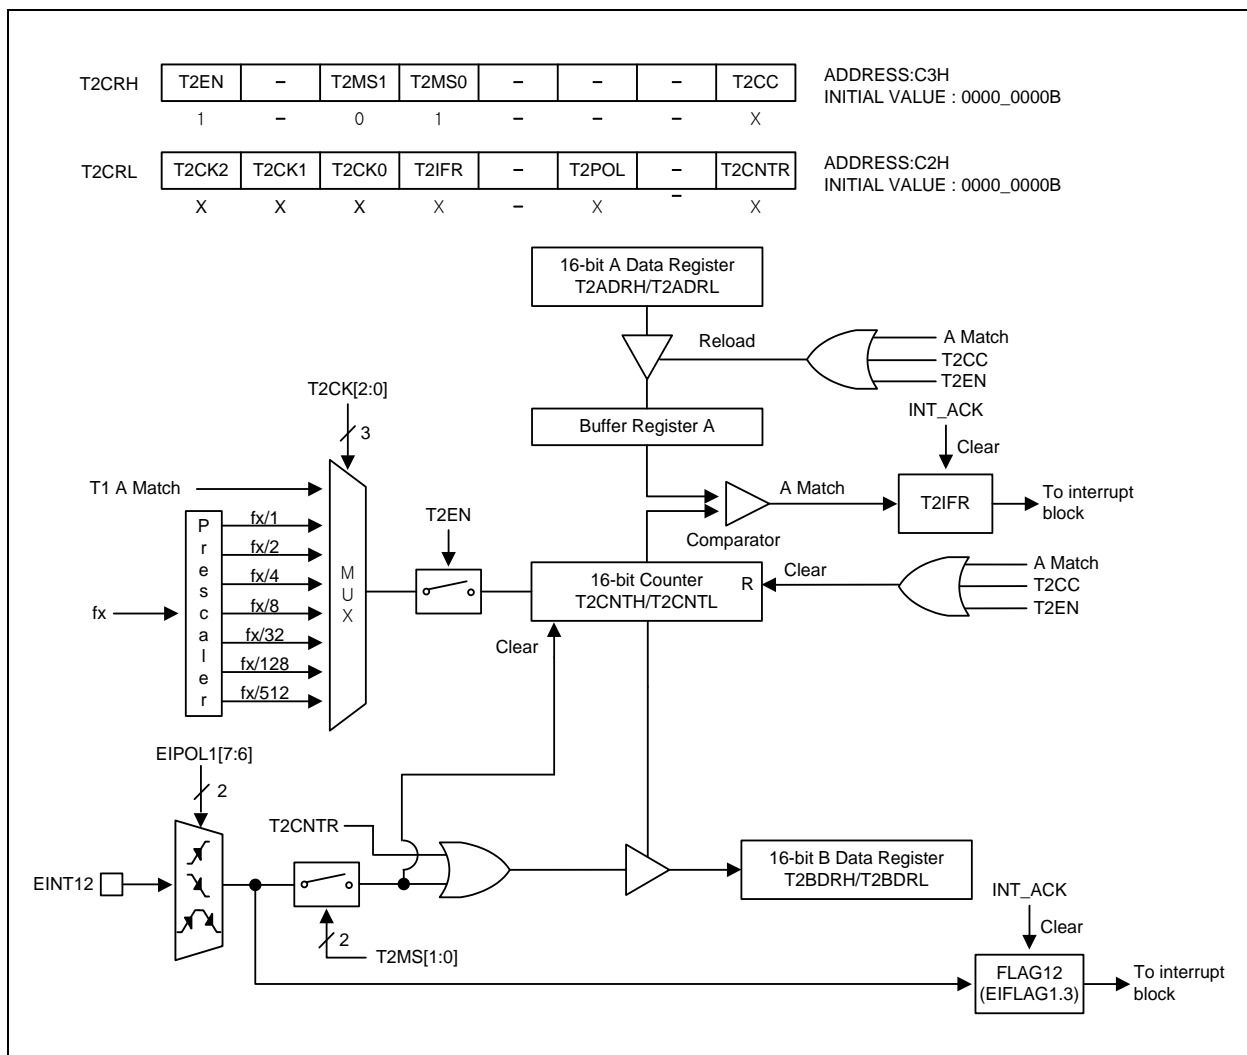 T2CRH T2EN – T2MS1 T2MS0 – – – T2CC ADDRESS:C3H
INITIAL VALUE : 0000_0000B
1 – 0 1 – – – X
T2CRL T2CK2 T2CK1 T2CK0 T2IFR – T2POL – T2CNTR ADDRESS:C2H
INITIAL VALUE : 0000_0000B
X X X X – X – X
16-bit A Data Register
T2ADRH/T2ADRL
Reload
A Match
T2CC
T2EN
T2CK[2:0]
3
Buffer Register A
INT_ACK
Clear
T1 A Match
A Match
T2IFR
To interrupt
block
Comparator
Prescaler
fx/1
fx/2
fx/4
fx/8
fx/32
fx/128
fx/512
fx
MUX
T2EN
16-bit Counter
T2CNTH/T2CNTL
R
Clear
A Match
T2CC
T2EN
Clear
EIPOL1[7:6]
2
T2CNTR
EINT12
2
T2MS[1:0]
16-bit B Data Register
T2BDRH/T2BDRL
INT_ACK
Clear
FLAG12
(EIFLAG1.3)
To interrupt
block